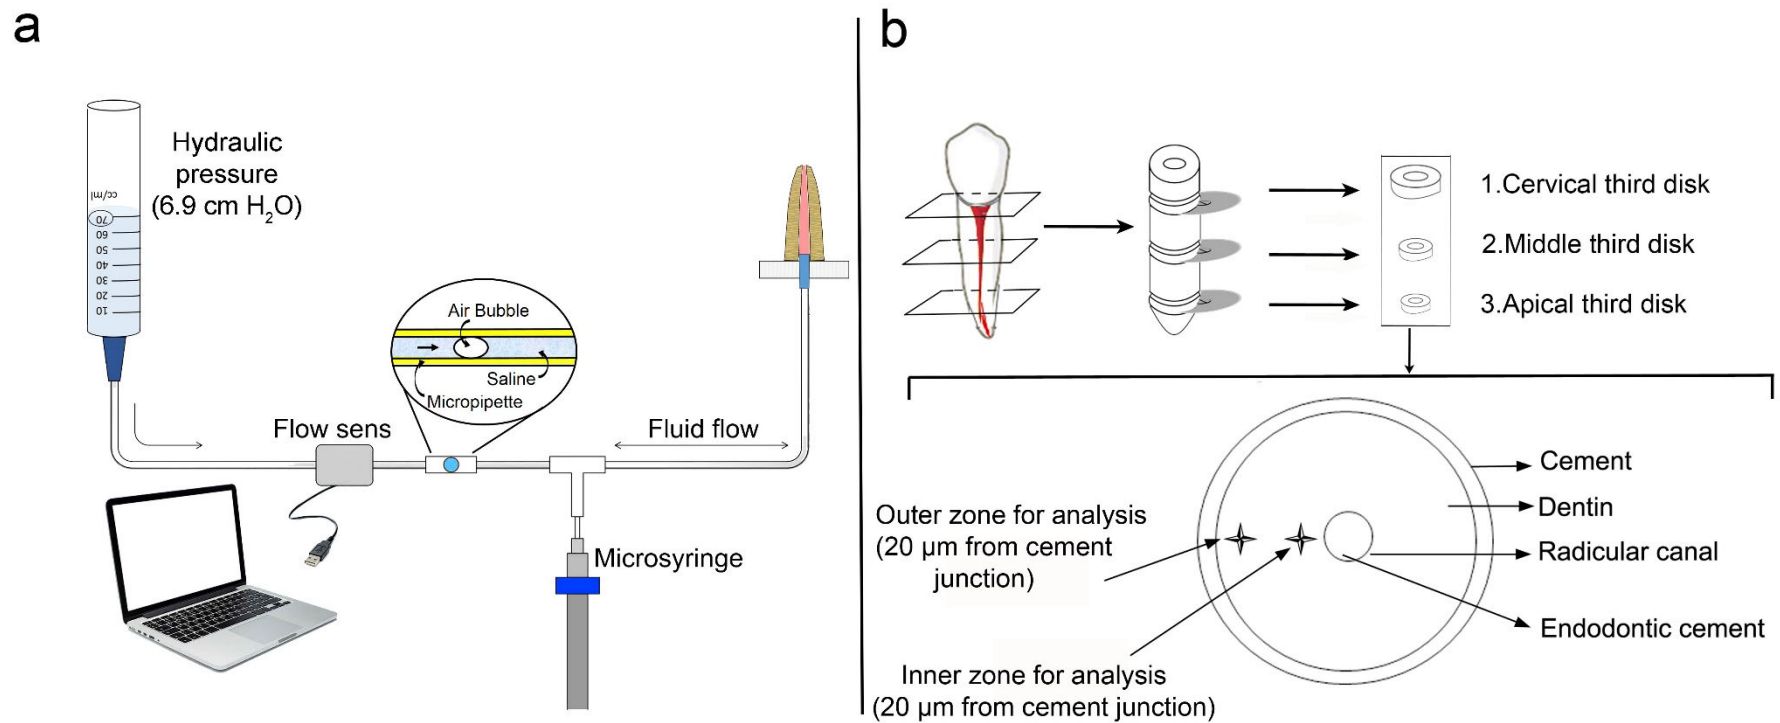 a
Hydraulic
pressure
(6.9 cm H₂O)
cc/ml
70
60
50
40
30
20
10
Air Bubble
Saline
Micropipette
Flow sens
Fluid flow
Microsyringe
b
1.Cervical third disk
2.Middle third disk
3.Apical third disk
Cement
Dentin
Radicular canal
Endodontic cement
Outer zone for analysis
(20 µm from cement
junction)
Inner zone for analysis
(20 µm from cement junction)